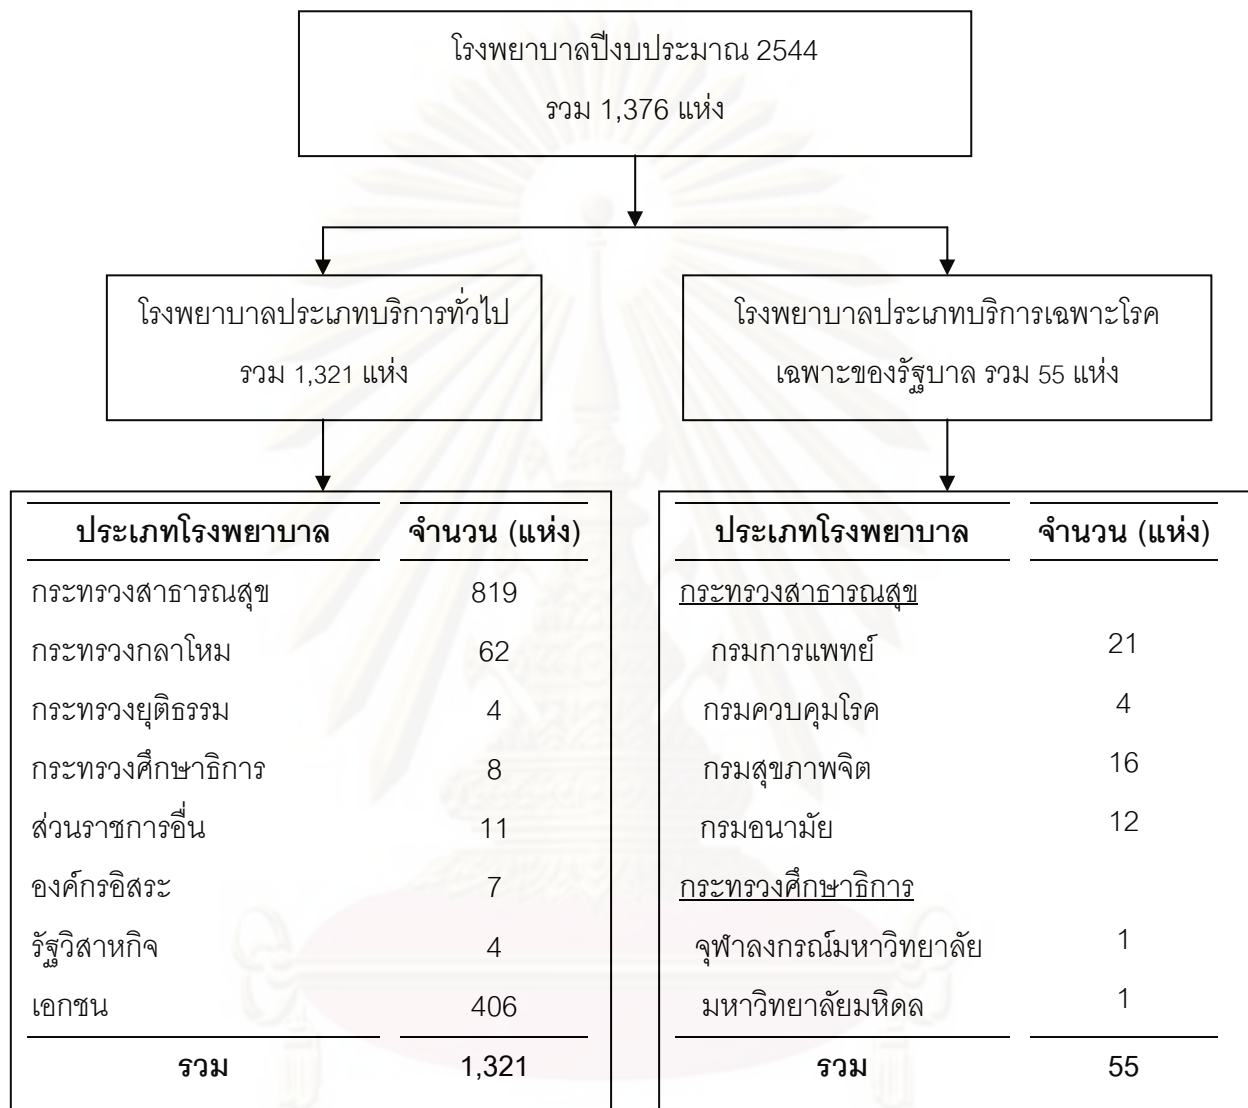 โรงพยาบาลปีงบประมาณ 2544
รวม 1,376 แห่ง
โรงพยาบาลประเภทบริการทั่วไป
รวม 1,321 แห่ง
โรงพยาบาลประเภทบริการเฉพาะโรค
เฉพาะของรัฐบาล รวม 55 แห่ง
ประเภทโรงพยาบาล จำนวน (แห่ง)
กระทรวงสาธารณสุข 819
กระทรวงกลาโหม 62
กระทรวงยุติธรรม 4
กระทรวงศึกษาธิการ 8
ส่วนราชการอื่น 11
องค์กรอิสระ 7
รัฐวิสาหกิจ 4
เอกชน 406
รวม 1,321
ประเภทโรงพยาบาล จำนวน (แห่ง)
กระทรวงสาธารณสุข
กรมการแพทย์ 21
กรมควบคุมโรค 4
กรมสุขภาพจิต 16
กรมอนามัย 12
กระทรวงศึกษาธิการ
จุฬาลงกรณ์มหาวิทยาลัย 1
มหาวิทยาลัยมหิดล 1
รวม 55